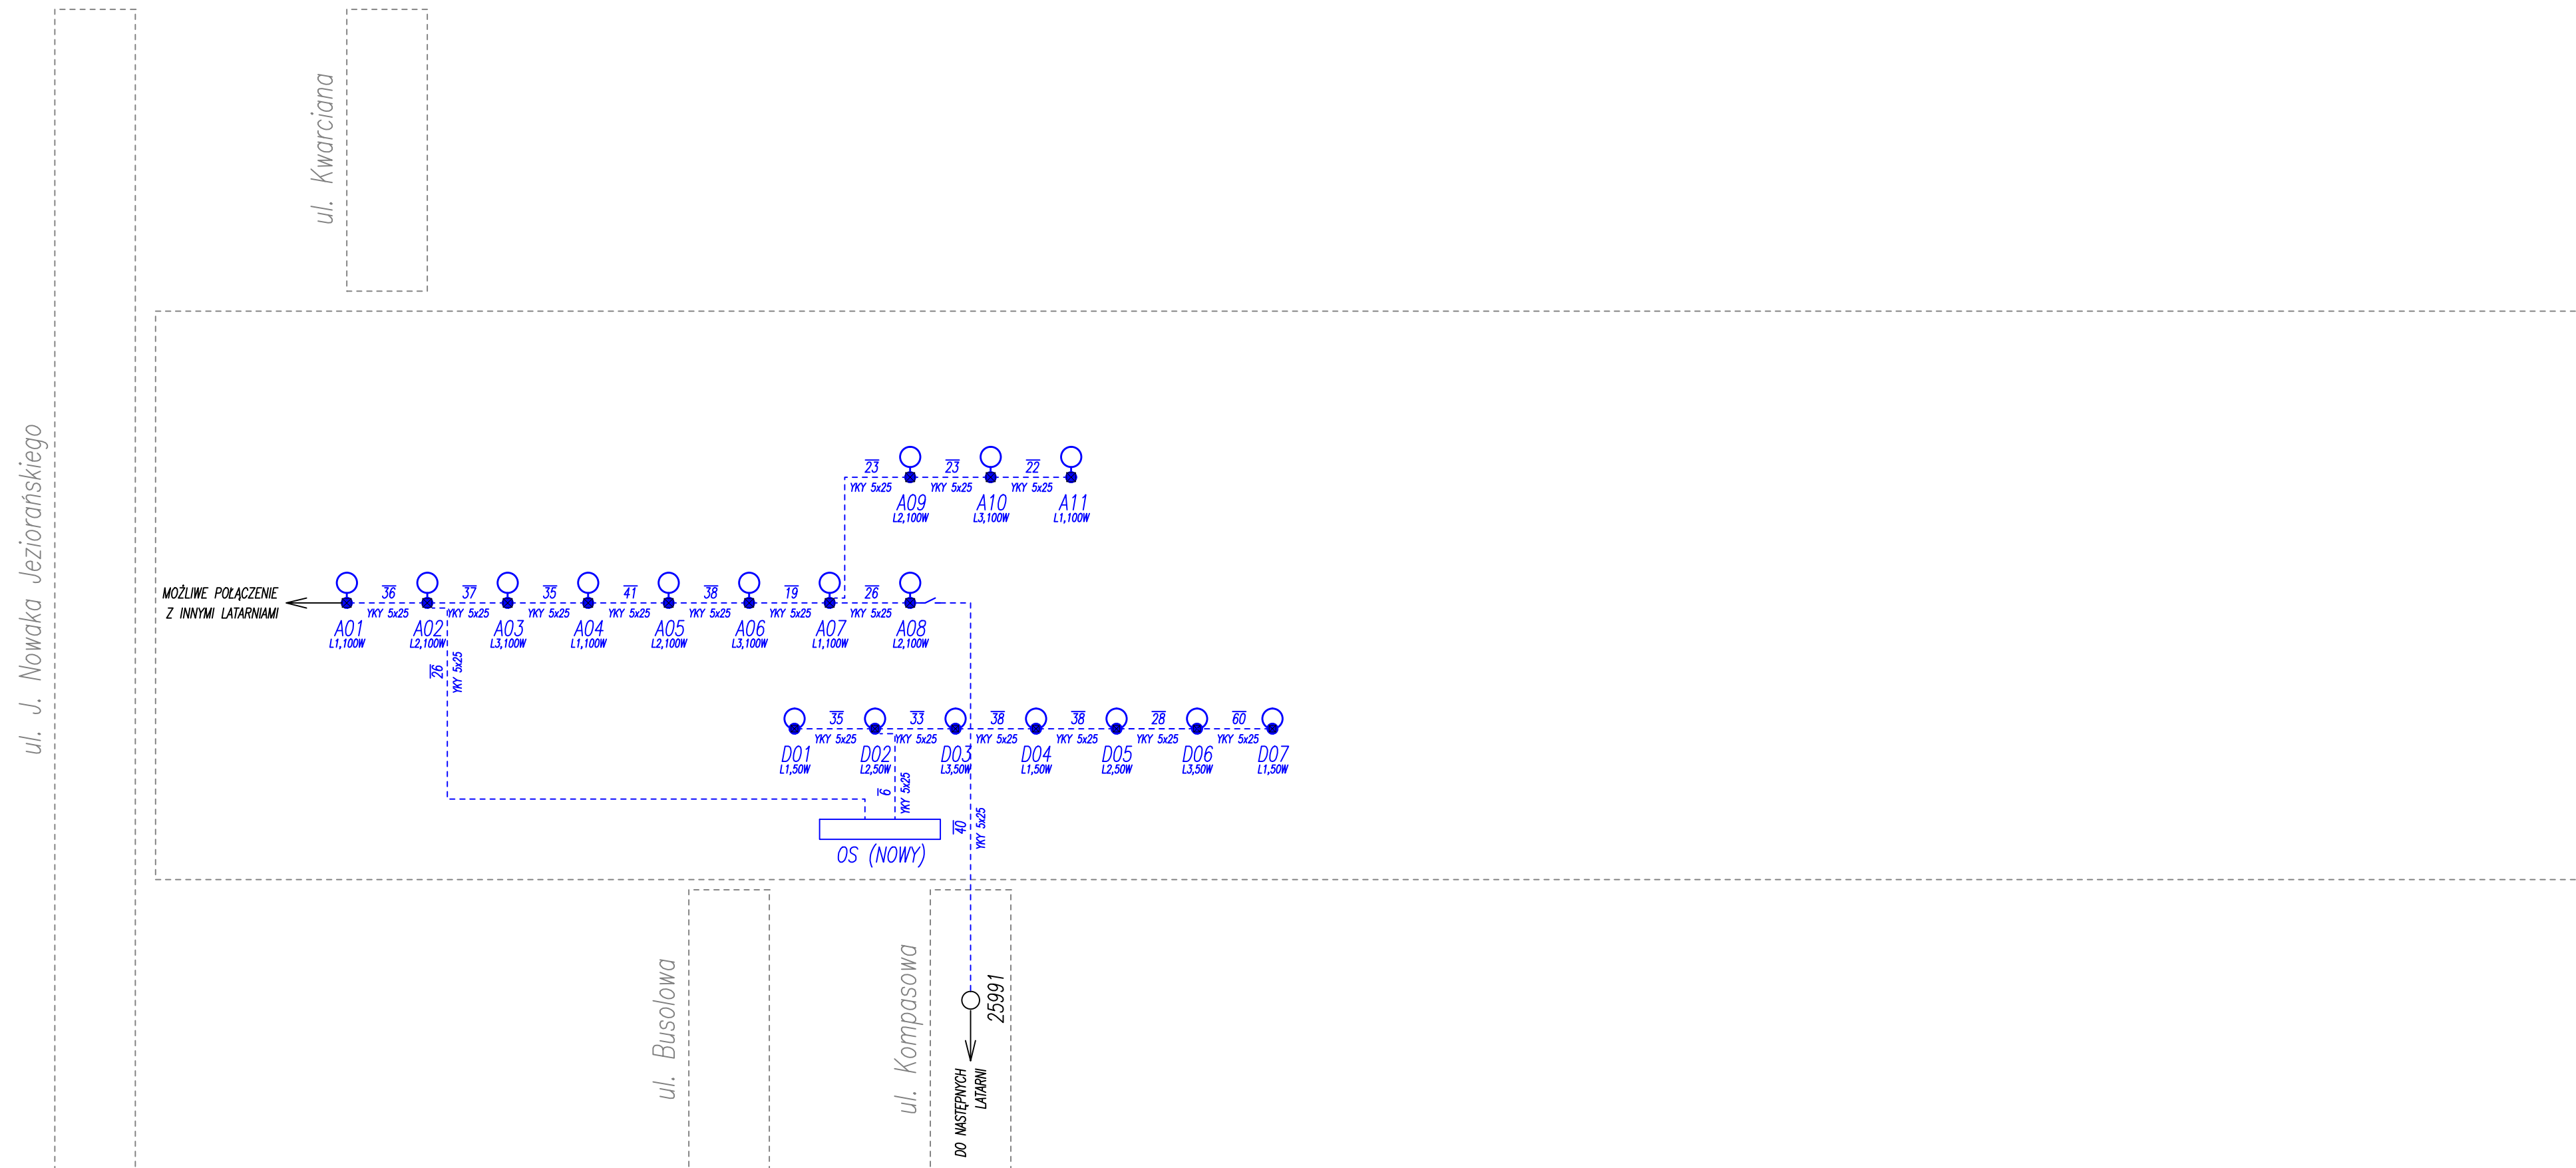 ul. Kwarciana
ul. J. Nowaka Jeziorańskiego
23
23
22
YKY 5x25
YKY 5x25
YKY 5x25
A09
A10
A11
L2,100W
L3,100W
L1,100W
MOŻLIWE POŁĄCZENIE
Z INNYMI LATARNIAMI
36
37
35
41
38
19
26
YKY 5x25
YKY 5x25
YKY 5x25
YKY 5x25
YKY 5x25
YKY 5x25
YKY 5x25
A01
A02
A03
A04
A05
A06
A07
A08
L1,100W
L2,100W
L3,100W
L1,100W
L2,100W
L3,100W
L1,100W
L2,100W
26
YKY 5x25
35
33
38
38
28
60
YKY 5x25
YKY 5x25
YKY 5x25
YKY 5x25
YKY 5x25
YKY 5x25
D01
D02
D03
D04
D05
D06
D07
L1,50W
L2,50W
L3,50W
L1,50W
L2,50W
L3,50W
L1,50W
6
YKY 5x25
OS (NOWY)
40
YKY 5x25
ul. Busolowa
ul. Kompasowa
25991
DO NASTĘPNYCH
LATARNI